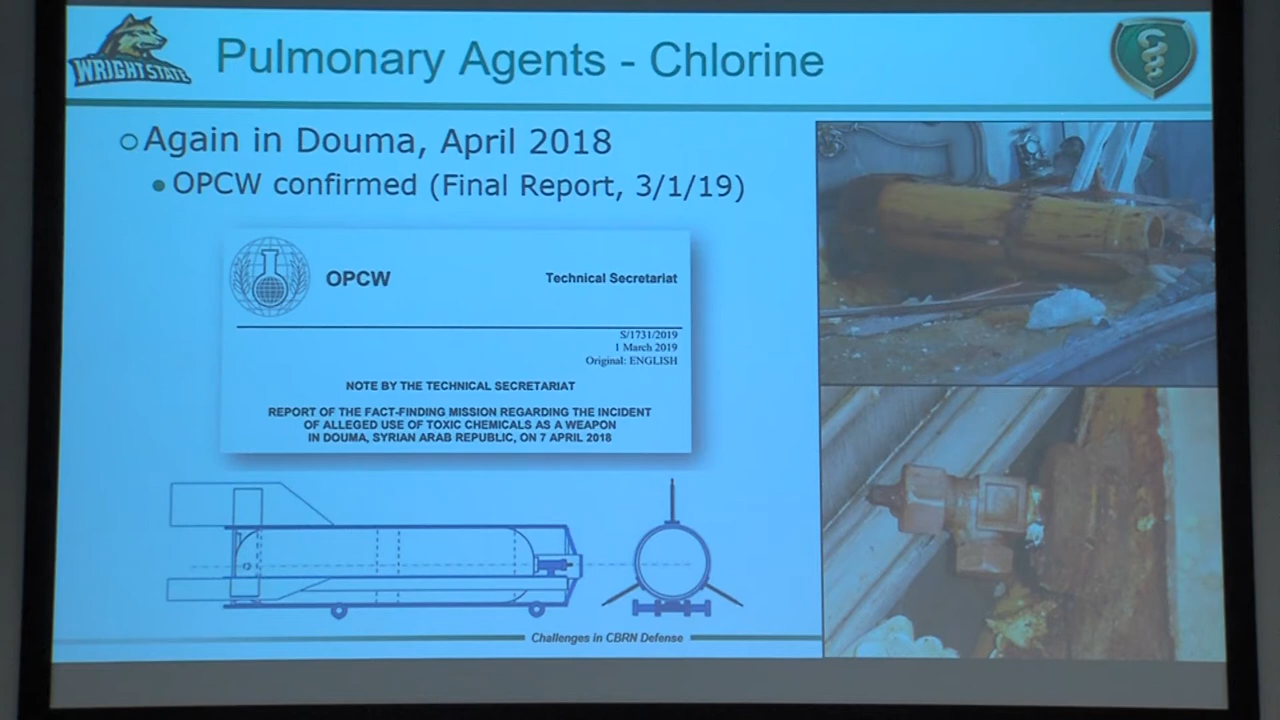 WRIGHT STATE
Pulmonary Agents - Chlorine
Again in Douma, April 2018
OPCW confirmed (Final Report, 3/1/19)
OPCW
Technical Secretariat
S/1731/2019
1 March 2019
Original: ENGLISH
NOTE BY THE TECHNICAL SECRETARIAT
REPORT OF THE FACT-FINDING MISSION REGARDING THE INCIDENT
OF ALLEGED USE OF TOXIC CHEMICALS AS A WEAPON
IN DOUMA, SYRIAN ARAB REPUBLIC, ON 7 APRIL 2018
Challenges in CBRN Defense